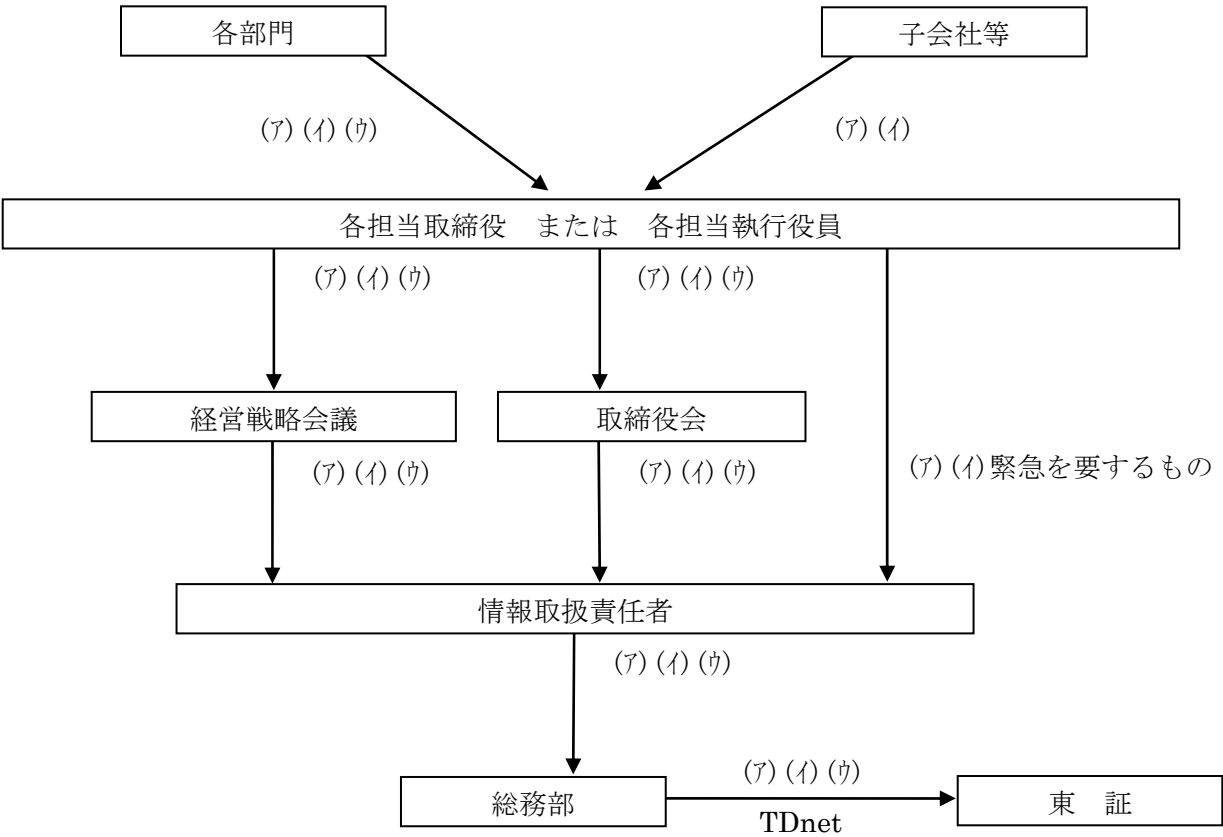 各部門
子会社等
(ｱ) (ｲ) (ｳ)
(ｱ) (ｲ)
各担当取締役　または　各担当執行役員
(ｱ) (ｲ) (ｳ)
(ｱ) (ｲ) (ｳ)
経営戦略会議
取締役会
(ｱ) (ｲ) (ｳ)
(ｱ) (ｲ) (ｳ)
(ｱ) (ｲ)緊急を要するもの
情報取扱責任者
(ｱ) (ｲ) (ｳ)
(ｱ) (ｲ) (ｳ)
総務部
東　証
TDnet